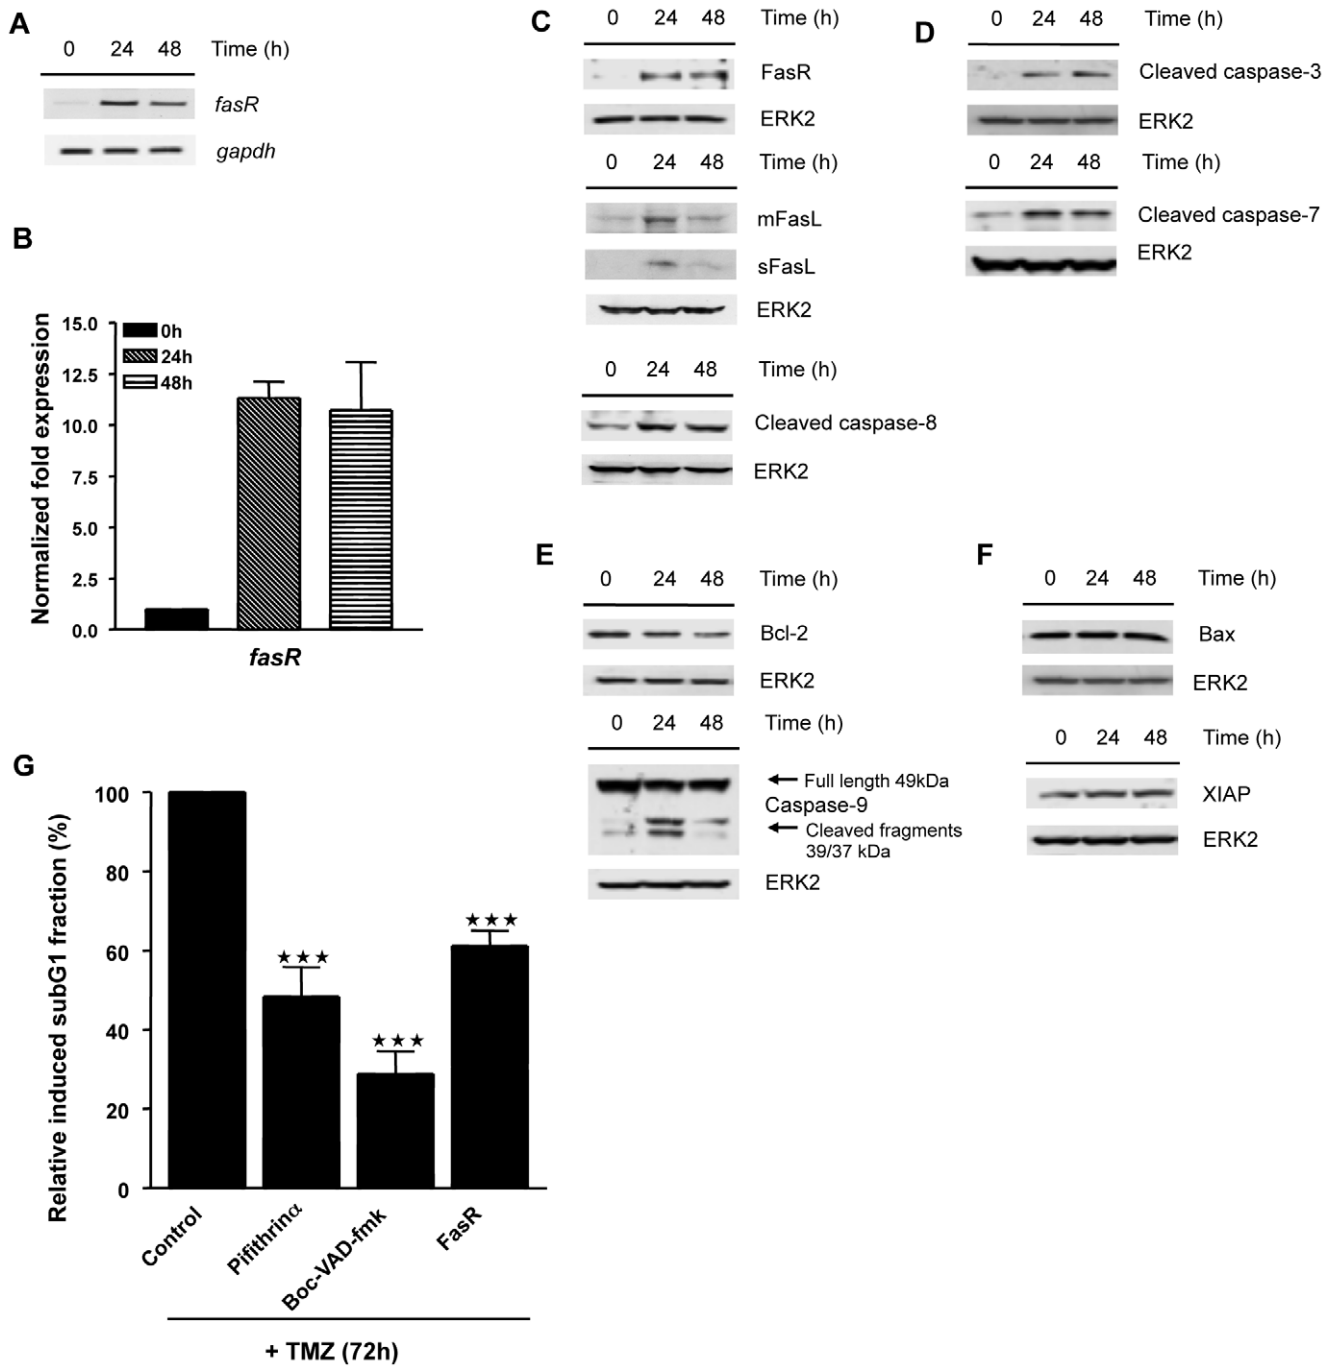 A
0 24 48 Time (h)
fasR
gapdh
B
Normalized fold expression
15.0
12.5
10.0
7.5
5.0
2.5
0.0
0h
24h
48h
fasR
C
0 24 48 Time (h)
FasR
ERK2
0 24 48 Time (h)
mFasL
sFasL
ERK2
0 24 48 Time (h)
Cleaved caspase-8
ERK2
D
0 24 48 Time (h)
Cleaved caspase-3
ERK2
0 24 48 Time (h)
Cleaved caspase-7
ERK2
E
0 24 48 Time (h)
Bcl-2
ERK2
0 24 48 Time (h)
Full length 49kDa
Caspase-9
Cleaved fragments
39/37 kDa
ERK2
F
0 24 48 Time (h)
Bax
ERK2
0 24 48 Time (h)
XIAP
ERK2
G
Relative induced subG1 fraction (%)
100
80
60
40
20
0
★★★
★★★
★★★
Control
Pifithrinα
Boc-VAD-fmk
FasR
+ TMZ (72h)